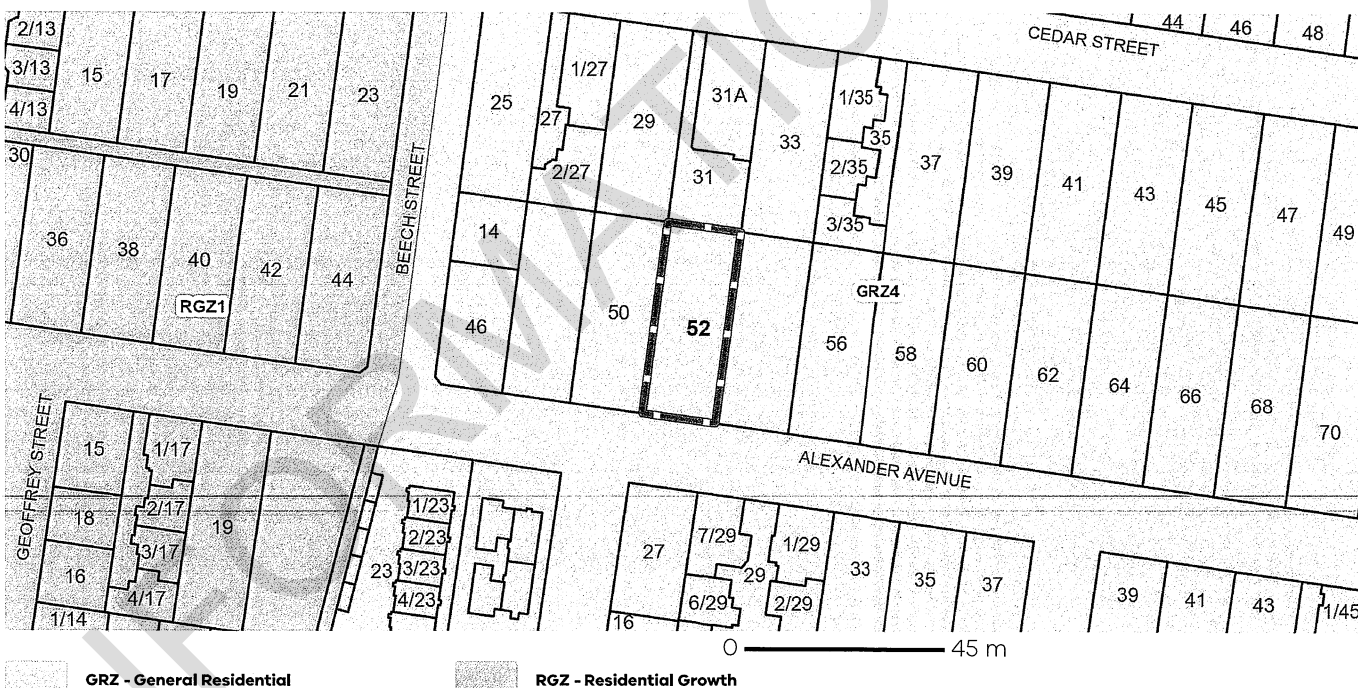 44 46 48
CEDAR STREET
2/13
3/13
4/13
15 17 19 21 23
BEECH STREET
25
27
1/27
2/27
29
31A
31
33
1/35
35
2/35
3/35
37 39 41 43 45 47 49
30
36 38 40 42 44
RGZ1
14
46
50
52
GRZ4
56 58 60 62 64 66 68 70
ALEXANDER AVENUE
GEOFFREY STREET
15
18
16
1/14
1/17
2/17
3/17
4/17
19
23
1/23
2/23
3/23
4/23
27
16
7/29
6/29
29
1/29
2/29
33 35 37
39 41 43 1/45
0 45 m
GRZ - General Residential
RGZ - Residential Growth